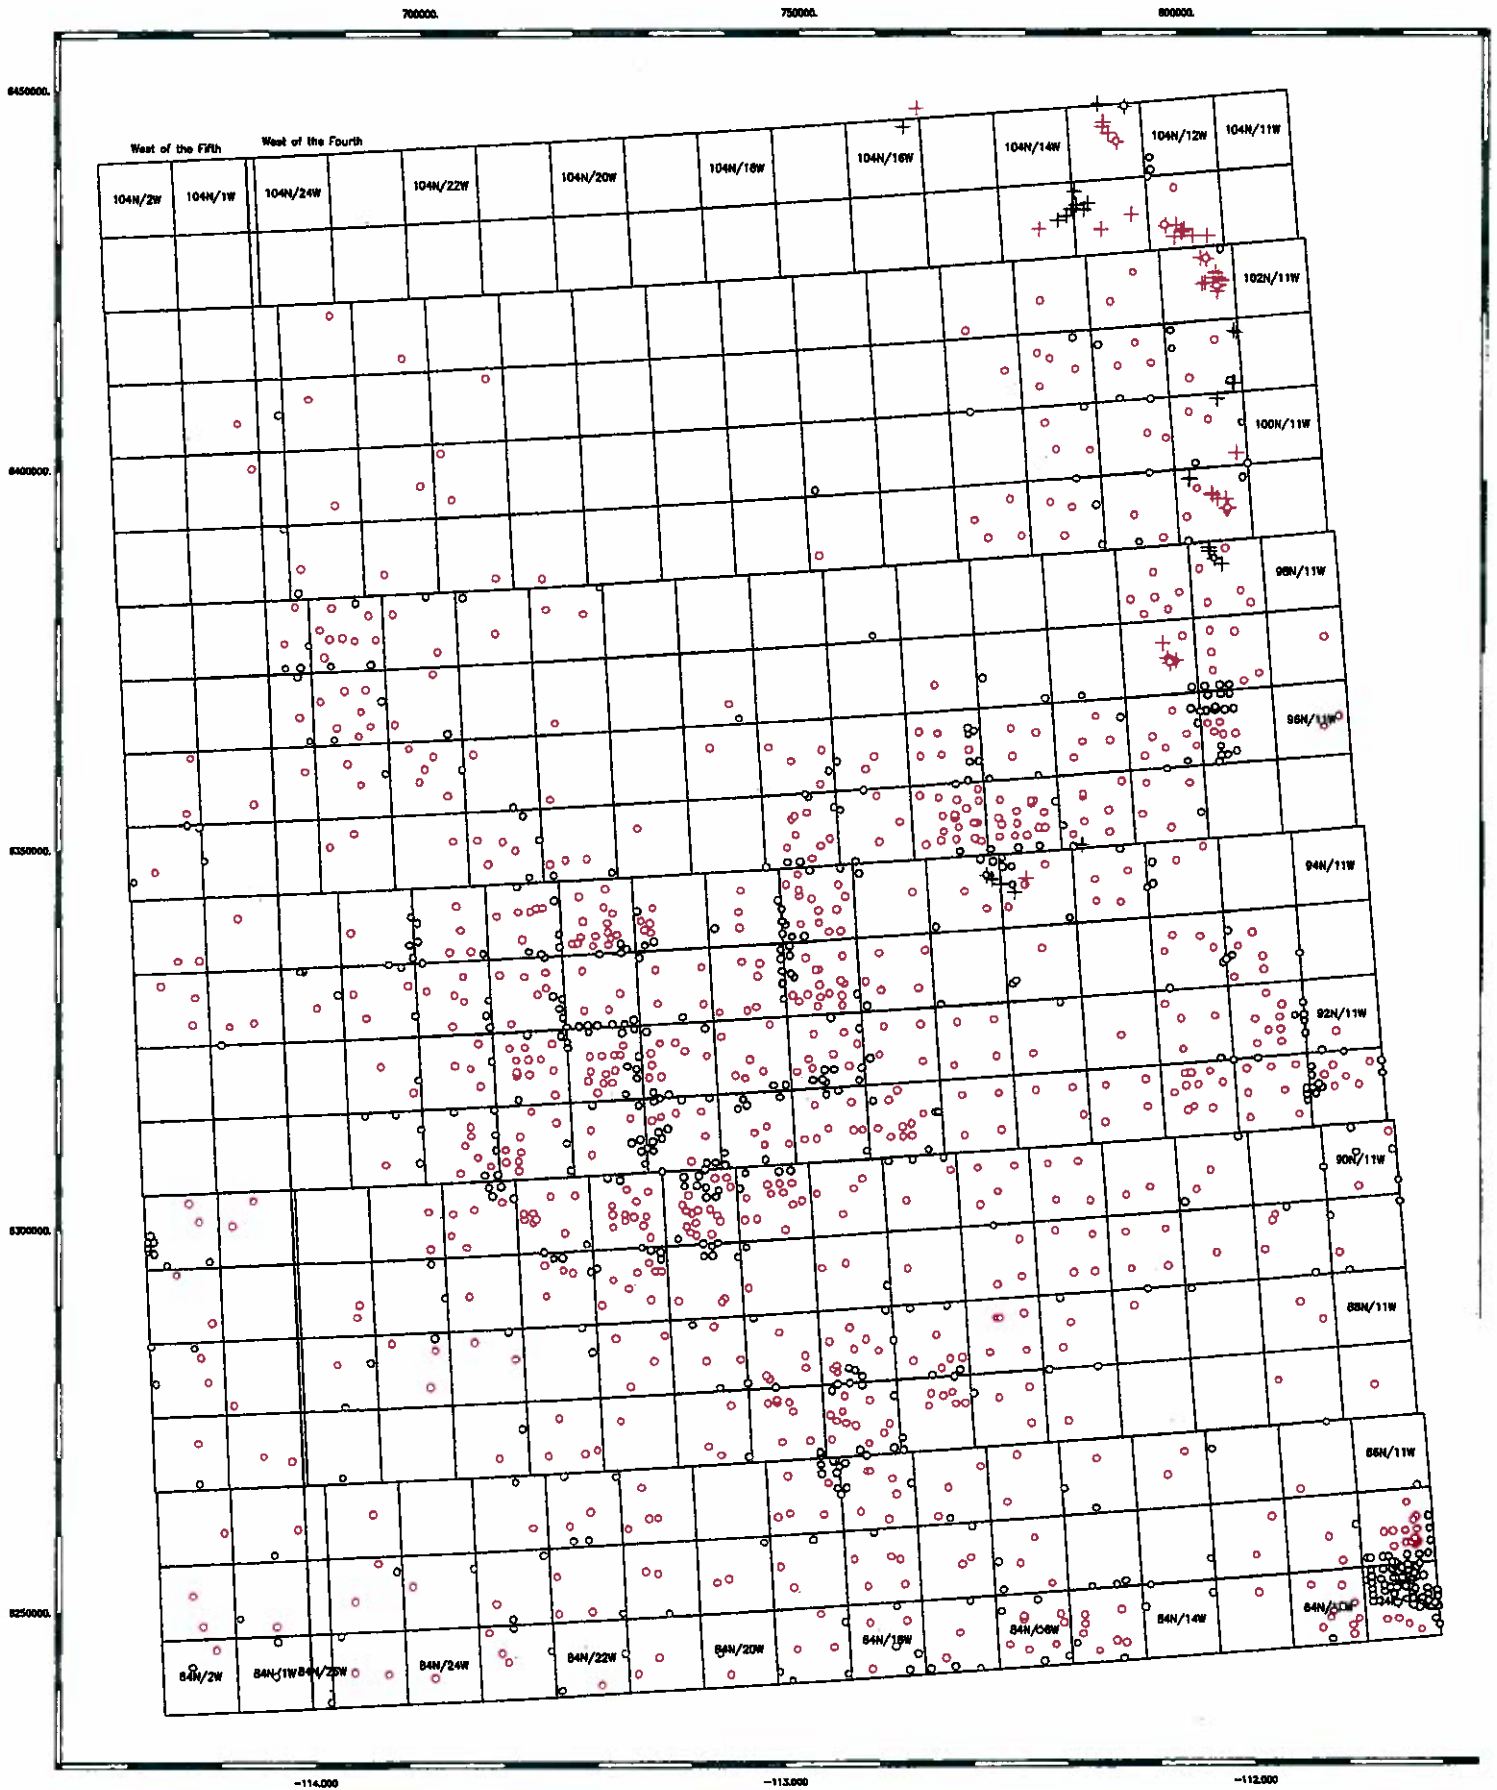 700000. 750000. 800000.
6450000.
West of the Fifth West of the Fourth
104N/2W 104N/1W 104N/24W 104N/22W 104N/20W 104N/18W 104N/16W 104N/14W 104N/12W 104N/11W
102N/11W
100N/11W
6400000.
98N/11W
96N/11W
6350000.
94N/11W
92N/11W
90N/11W
6300000.
88N/11W
86N/11W
6250000.
84N/2W 84N/1W 84N/25W 84N/24W 84N/22W 84N/20W 84N/18W 84N/16W 84N/14W
-114.000 -113.000 -112.000